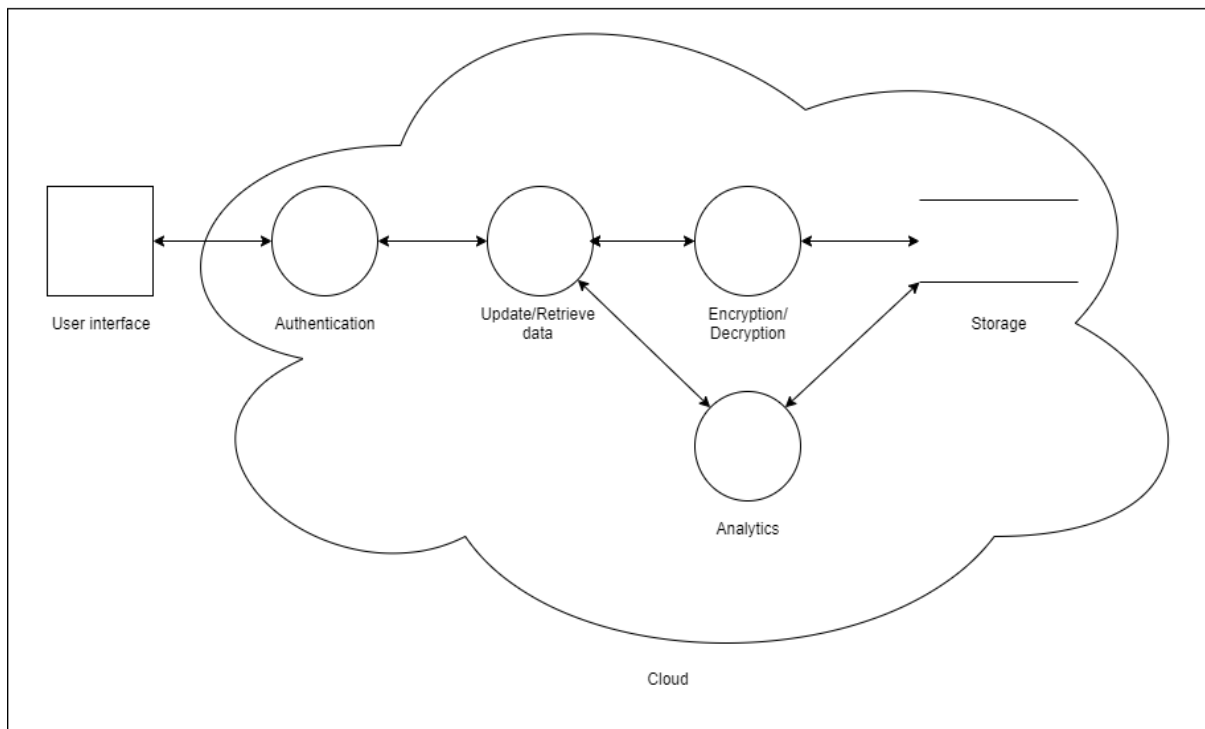 User interface
Authentication
Update/Retrieve
data
Encryption/
Decryption
Storage
Analytics
Cloud